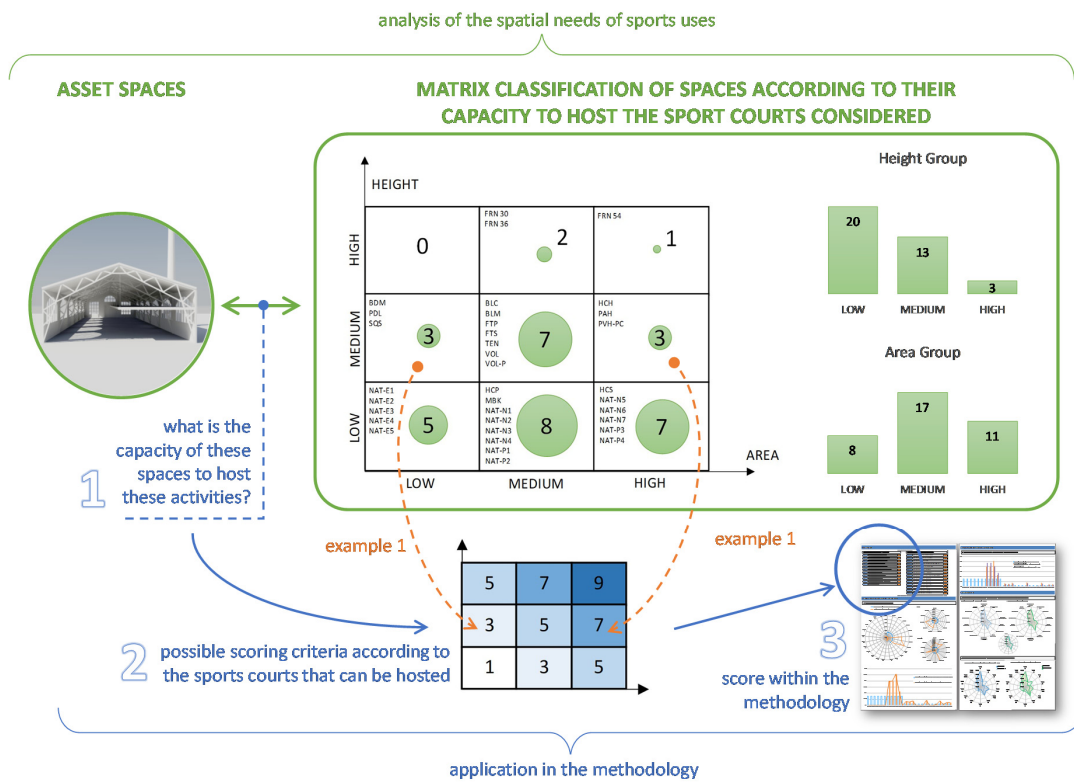 analysis of the spatial needs of sports uses
ASSET SPACES
MATRIX CLASSIFICATION OF SPACES ACCORDING TO THEIR
CAPACITY TO HOST THE SPORT COURTS CONSIDERED
HEIGHT
HIGH
0
FRN 30
FRN 36
2
FRN 54
1
MEDIUM
BDM
PDL
SQS
3
BLC
BLM
FTP
FTS
TEN
VOL
VOL-P
7
HCH
PAH
PVH-PC
3
LOW
NAT-E1
NAT-E2
NAT-E3
NAT-E4
NAT-E5
5
HCP
MBK
NAT-N1
NAT-N2
NAT-N3
NAT-N4
NAT-P1
NAT-P2
8
HCS
NAT-N5
NAT-N6
NAT-N7
NAT-P3
NAT-P4
7
AREA
LOW
MEDIUM
HIGH
Height Group
20
13
3
LOW
MEDIUM
HIGH
Area Group
8
17
11
LOW
MEDIUM
HIGH
1
what is the
capacity of these
spaces to host
these activities?
example 1
example 1
2
possible scoring criteria according to
the sports courts that can be hosted
5 7 9
3 5 7
1 3 5
3
score within the
methodology
application in the methodology